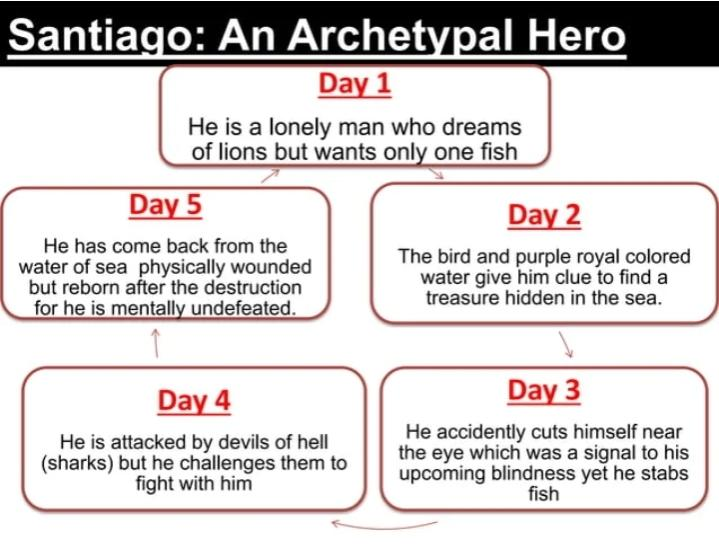 Santiago: An Archetypal Hero
Day 1
He is a lonely man who dreams
of lions but wants only one fish
Day 2
The bird and purple royal colored
water give him clue to find a
treasure hidden in the sea.
Day 3
He accidently cuts himself near
the eye which was a signal to his
upcoming blindness yet he stabs
fish
Day 4
He is attacked by devils of hell
(sharks) but he challenges them to
fight with him
Day 5
He has come back from the
water of sea physically wounded
but reborn after the destruction
for he is mentally undefeated.